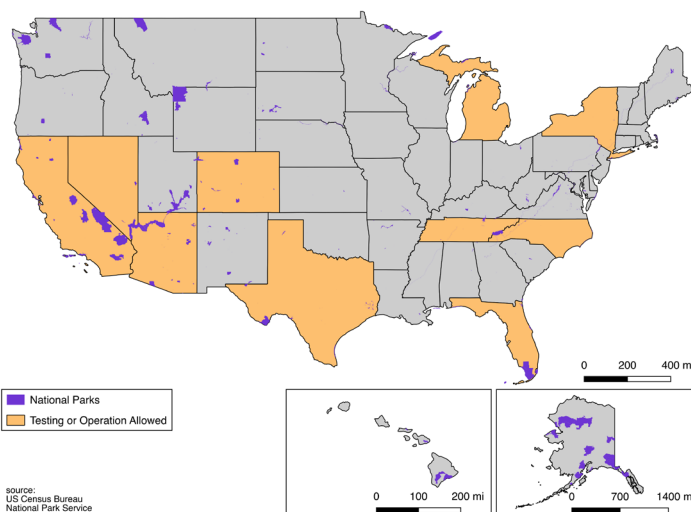 0 200 400 m
National Parks
Testing or Operation Allowed
source:
US Census Bureau
National Park Service
0 100 200 mi
0 700 1400 m